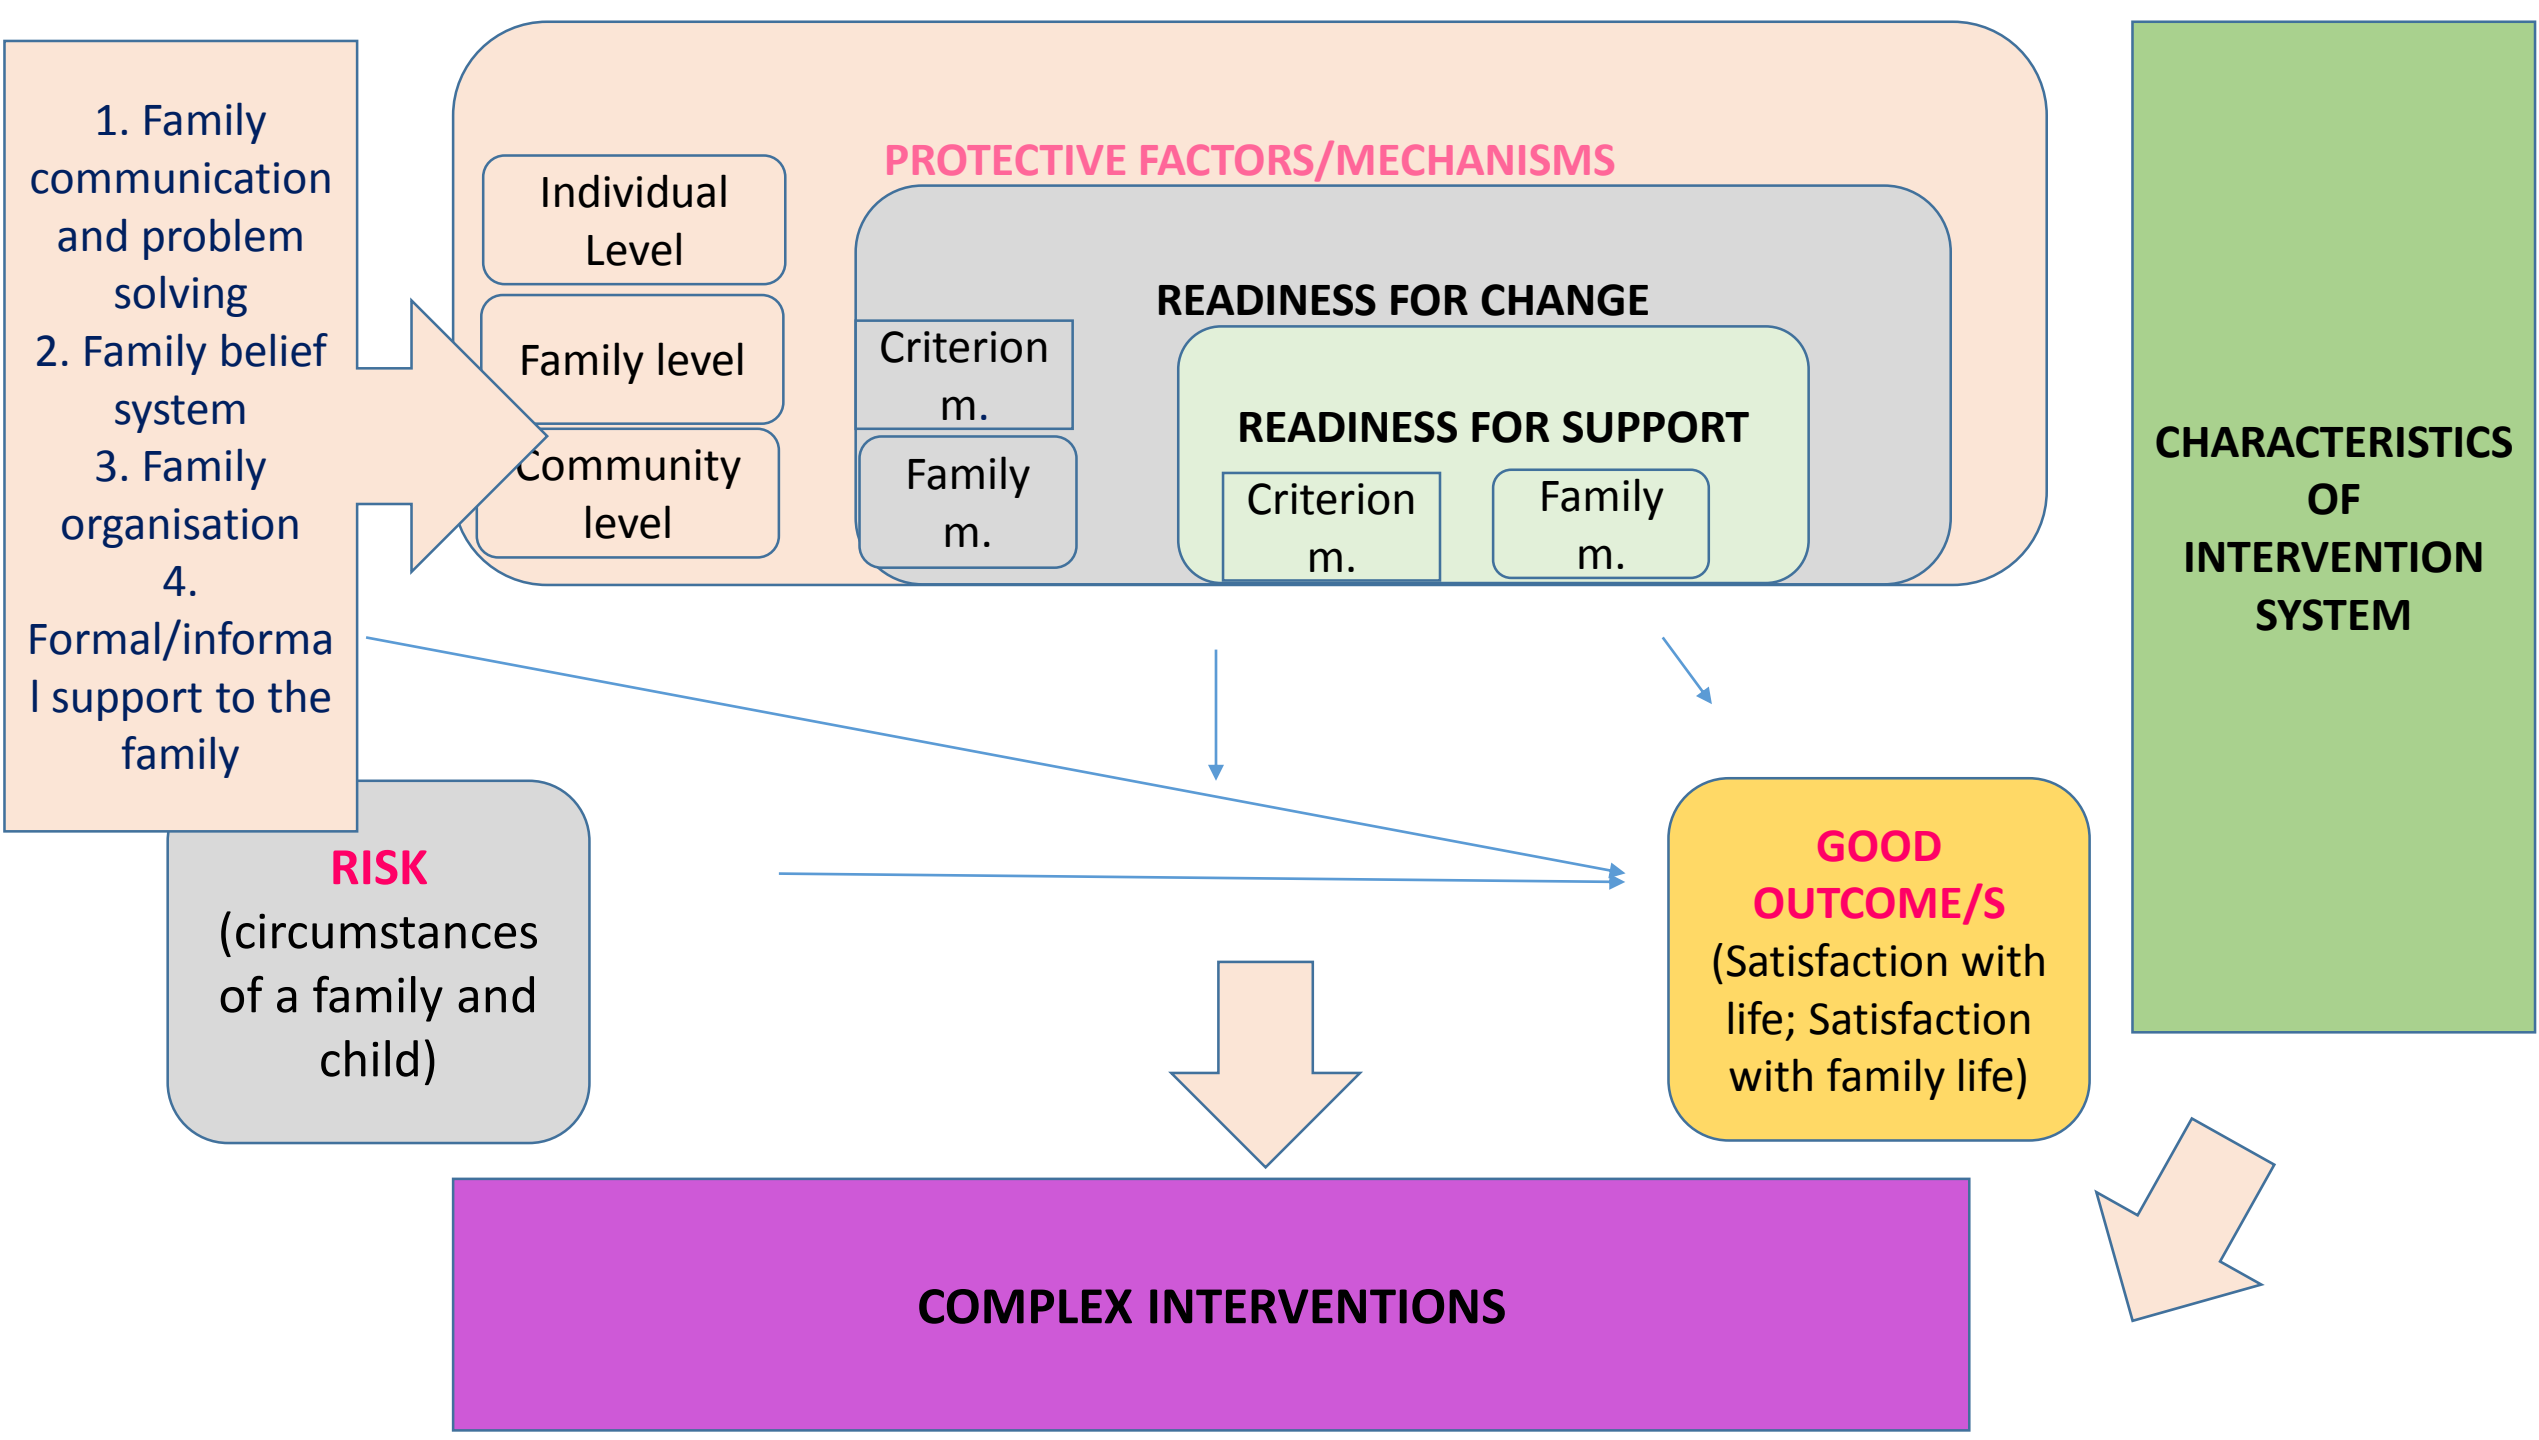 1. Family
communication
and problem
solving
2. Family belief
system
3. Family
organisation
4.
Formal/informa
l support to the
family
PROTECTIVE FACTORS/MECHANISMS
Individual
Level
Family level
Community
level
READINESS FOR CHANGE
Criterion
m.
Family
m.
READINESS FOR SUPPORT
Criterion
m.
Family
m.
CHARACTERISTICS
OF
INTERVENTION
SYSTEM
RISK
(circumstances
of a family and
child)
GOOD
OUTCOME/S
(Satisfaction with
life; Satisfaction
with family life)
COMPLEX INTERVENTIONS